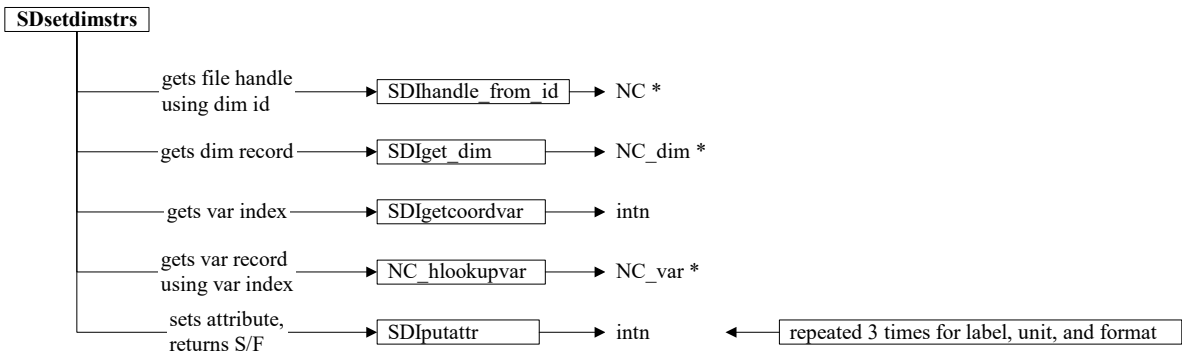 SDsetdimstrs
gets file handle
using dim id
SDIhandle_from_id
NC *
gets dim record
SDIget_dim
NC_dim *
gets var index
SDIgetcoordvar
intn
gets var record
using var index
NC_hlookupvar
NC_var *
sets attribute,
returns S/F
SDIputattr
intn
repeated 3 times for label, unit, and format